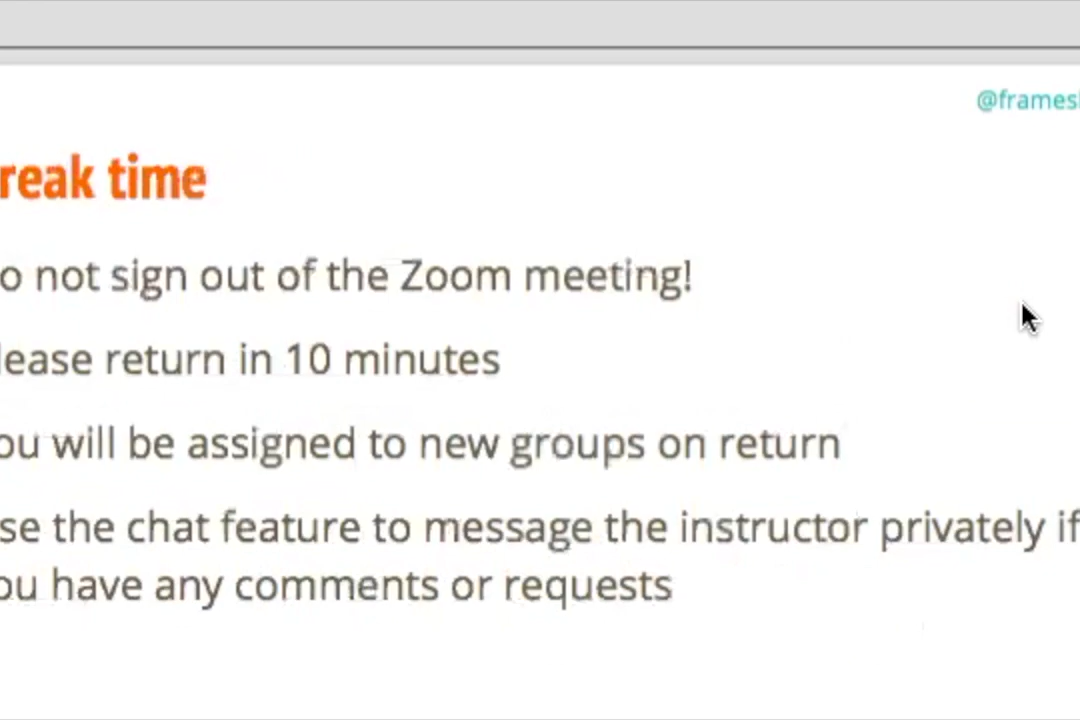 @frames
reak time
o not sign out of the Zoom meeting!
lease return in 10 minutes
ou will be assigned to new groups on return
se the chat feature to message the instructor privately if
ou have any comments or requests